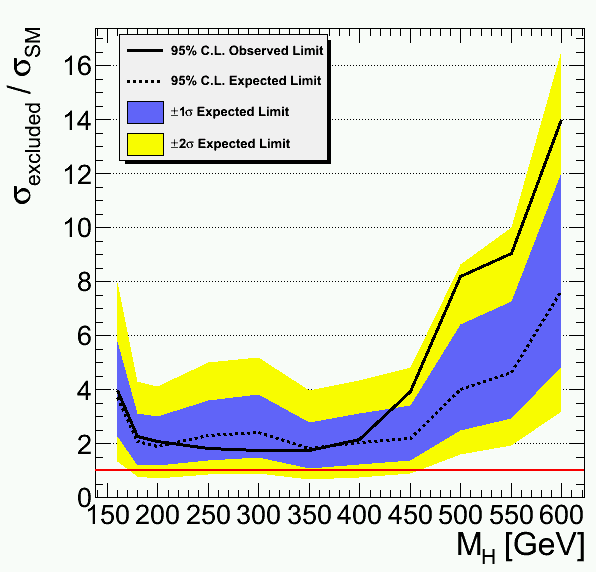 σexcluded / σSM
95% C.L. Observed Limit
95% C.L. Expected Limit
±1σ Expected Limit
±2σ Expected Limit
16
14
12
10
8
6
4
2
0
150 200 250 300 350 400 450 500 550 600
MH [GeV]